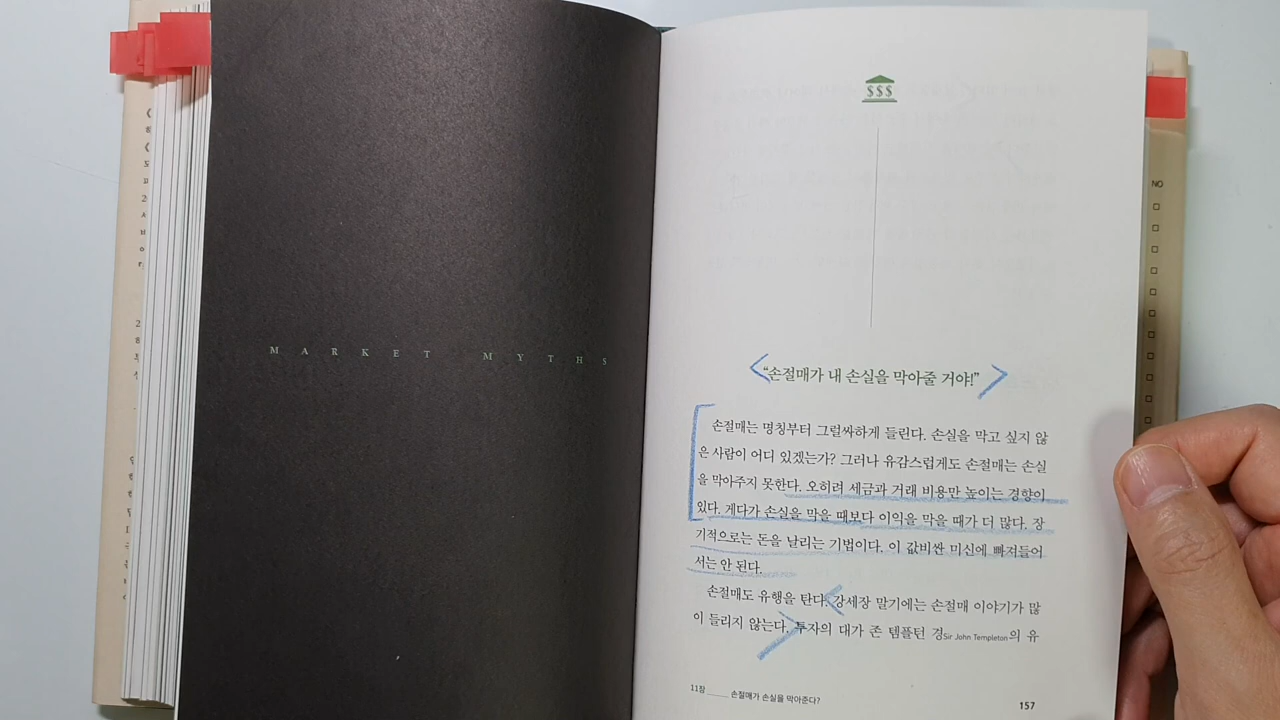 MARKET MYTHS
$$$
“손절매가 내 손실을 막아줄 거야!”
손절매는 명칭부터 그럴싸하게 들린다. 손실을 막고 싶지 않
은 사람이 어디 있겠는가? 그러나 유감스럽게도 손절매는 손실
을 막아주지 못한다. 오히려 세금과 거래 비용만 높이는 경향이
있다. 게다가 손실을 막을 때보다 이익을 막을 때가 더 많다. 장
기적으로는 돈을 날리는 기법이다. 이 값비싼 미신에 빠져들어
서는 안 된다.
손절매도 유행을 탄다. 강세장 말기에는 손절매 이야기가 많
이 들리지 않는다. 투자의 대가 존 템플턴 경Sir John Templeton의 유
11장 ____ 손절매가 손실을 막아준다?
157
NO